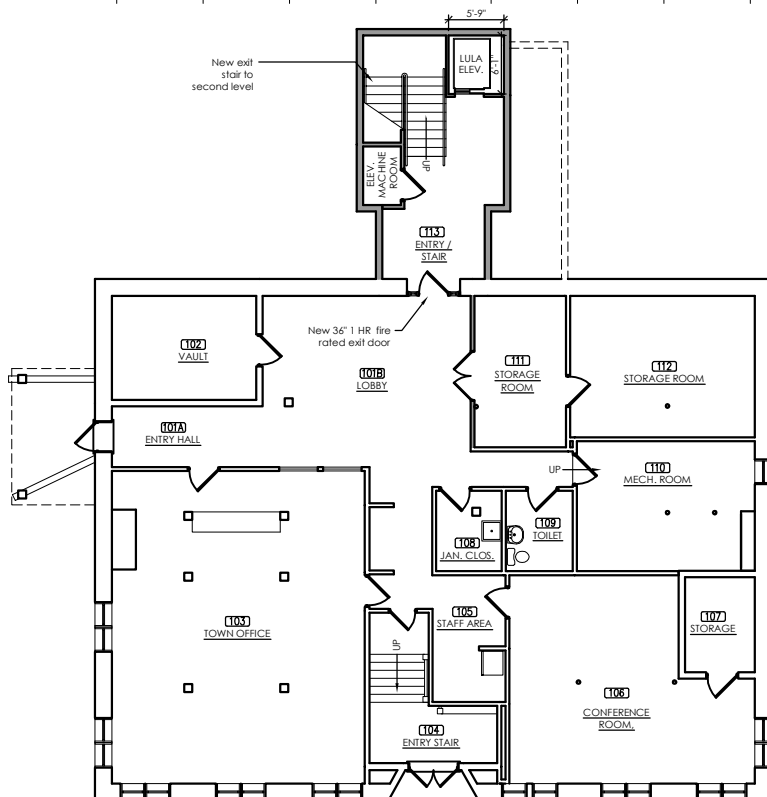 5'-9"
New exit
stair to
second level
LULA
ELEV.
6'-1"
UP
ELEV.
MACHINE
ROOM
113
ENTRY /
STAIR
New 36" 1 HR fire
rated exit door
102
VAULT
101B
LOBBY
111
STORAGE
ROOM
112
STORAGE ROOM
101A
ENTRY HALL
UP
110
MECH. ROOM
108
JAN. CLOS.
109
TOILET
103
TOWN OFFICE
105
STAFF AREA
107
STORAGE
UP
106
CONFERENCE
ROOM.
104
ENTRY STAIR